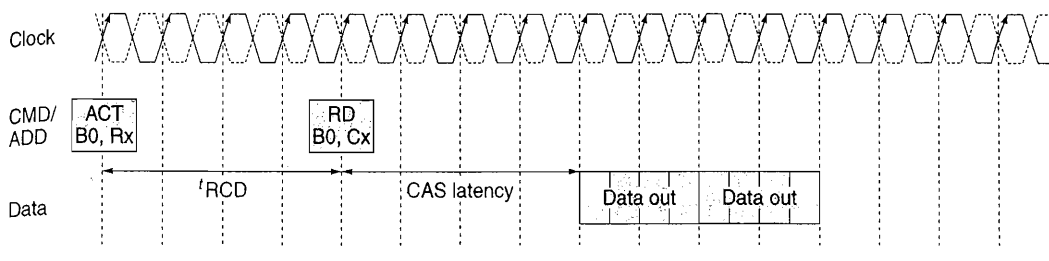 Clock
CMD/
ADD
ACT
B0, Rx
RD
B0, Cx
tRCD
CAS latency
Data
Data out
Data out